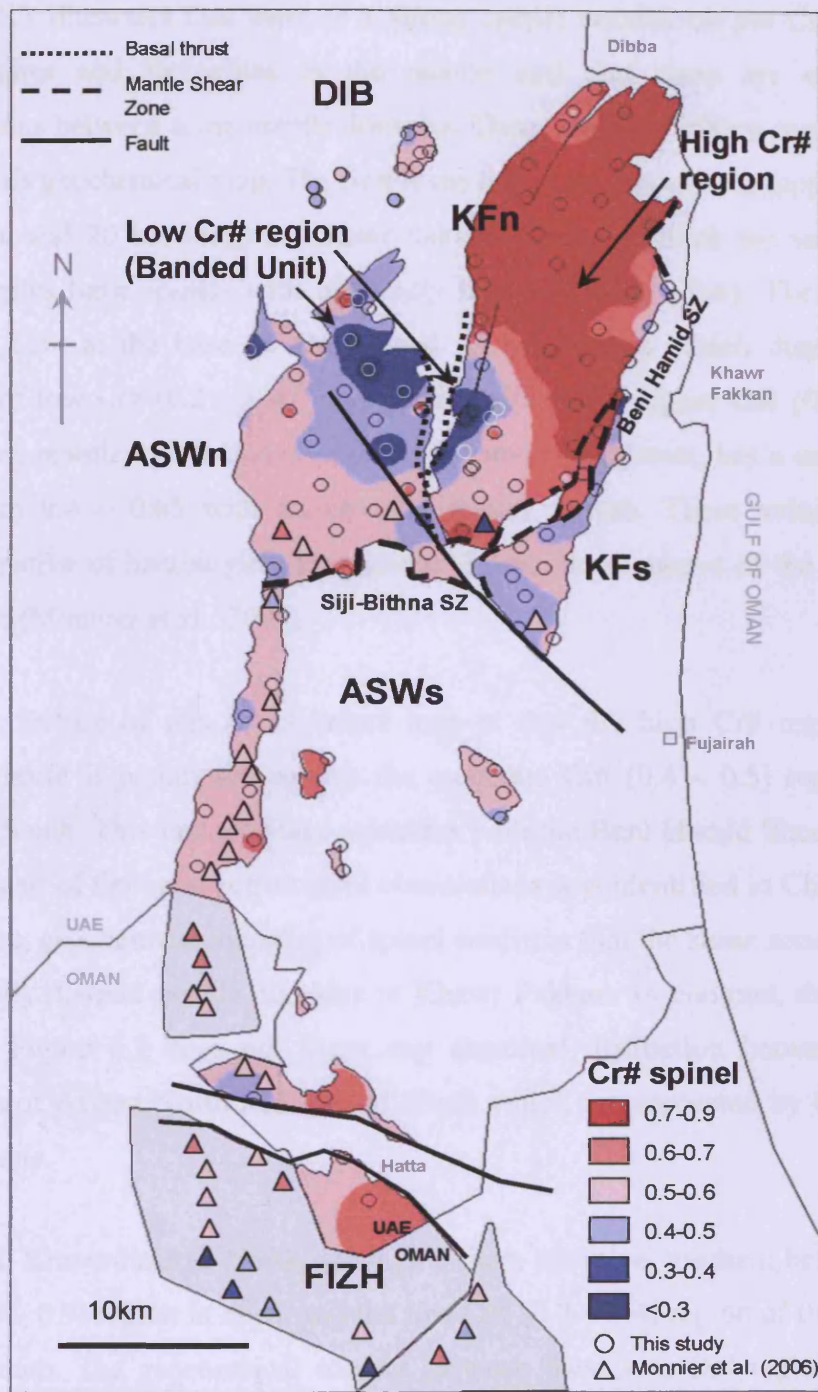 Basal thrust
Mantle Shear
Zone
Fault
DIB
Dibba
High Cr#
region
KFn
Low Cr# region
(Banded Unit)
N
Beni Hamid SZ
Khawr
Fakkan
ASWn
GULF OF OMAN
KFs
Siji-Bithna SZ
ASWs
Fujairah
UAE
OMAN
Cr# spinel
0.7-0.9
0.6-0.7
0.5-0.6
0.4-0.5
0.3-0.4
<0.3
This study
Monnier et al. (2006)
Hatta
UAE
OMAN
FIZH
10km